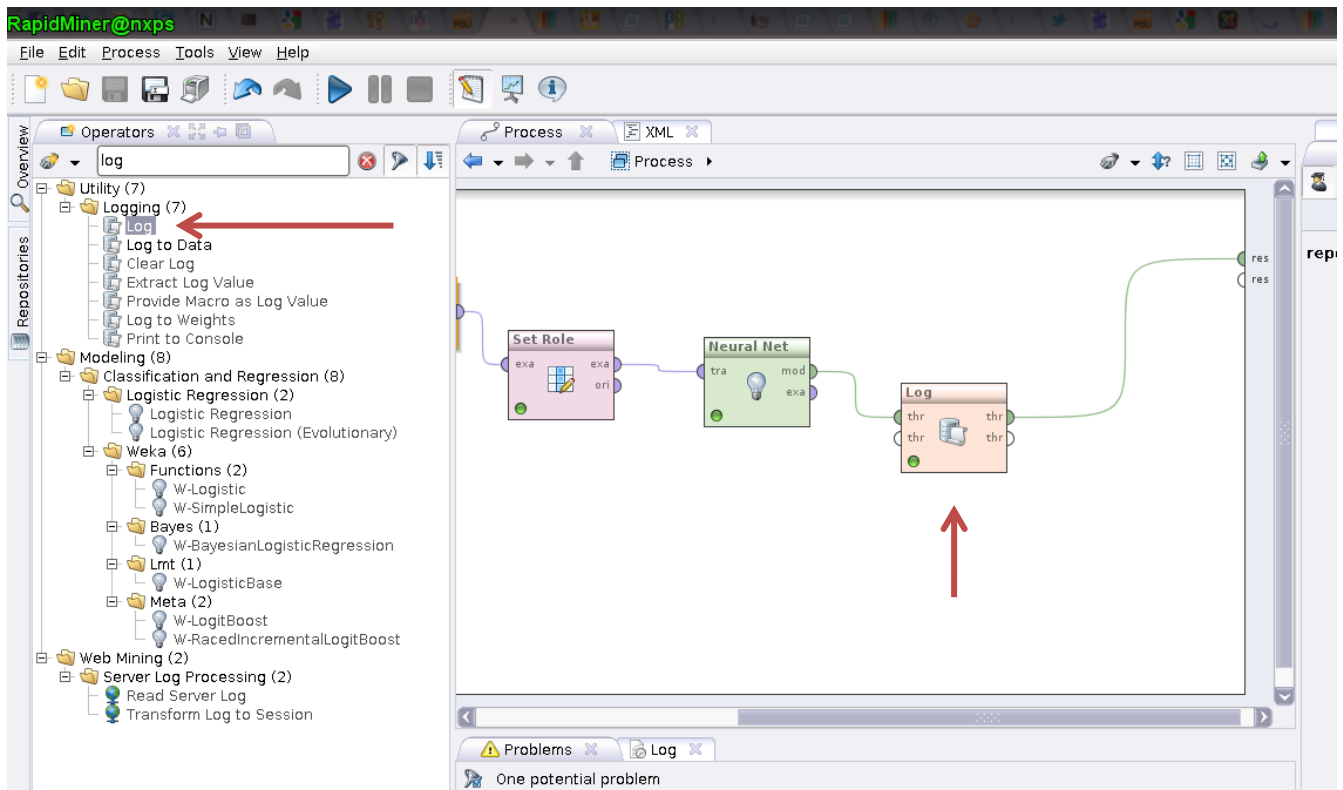 RapidMiner@nxps
File Edit Process Tools View Help
Overview
Repositories
Operators
log
Utility (7)
Logging (7)
Log
Log to Data
Clear Log
Extract Log Value
Provide Macro as Log Value
Log to Weights
Print to Console
Modeling (8)
Classification and Regression (8)
Logistic Regression (2)
Logistic Regression
Logistic Regression (Evolutionary)
Weka (6)
Functions (2)
W-Logistic
W-SimpleLogistic
Bayes (1)
W-BayesianLogisticRegression
Lmt (1)
W-LogisticBase
Meta (2)
W-LogitBoost
W-RacedIncrementalLogitBoost
Web Mining (2)
Server Log Processing (2)
Read Server Log
Transform Log to Session
Process XML
Process
Set Role
exa exa
ori
Neural Net
tra mod
exa
Log
thr thr
thr thr
res
res
Problems Log
One potential problem